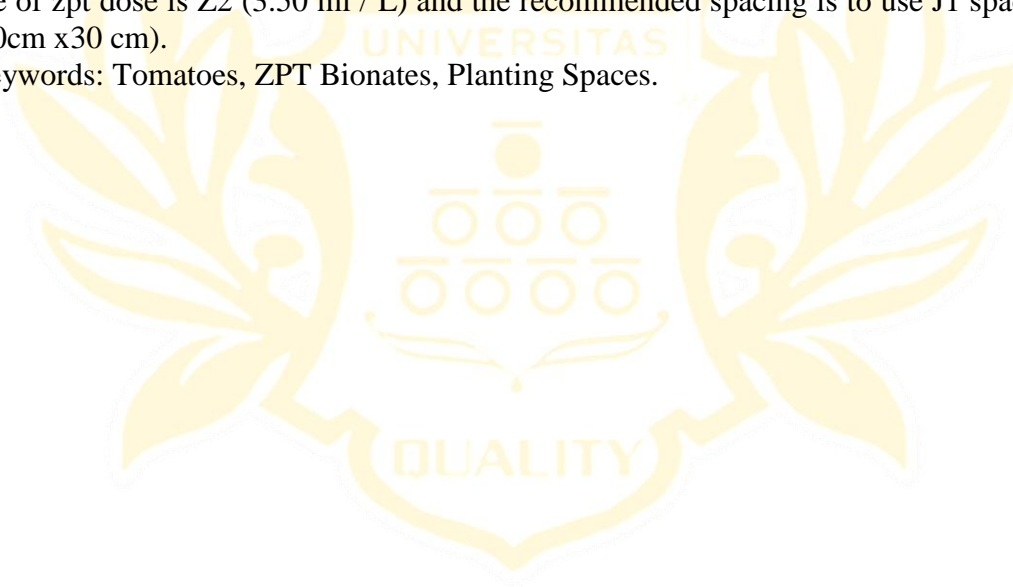 e of zpt dose is Z2 (3.50 ml / L) and the recommended spacing is to use J1 spa
0cm x30 cm).
eywords: Tomatoes, ZPT Bionates, Planting Spaces.
UNIVERSITAS
QUALITY